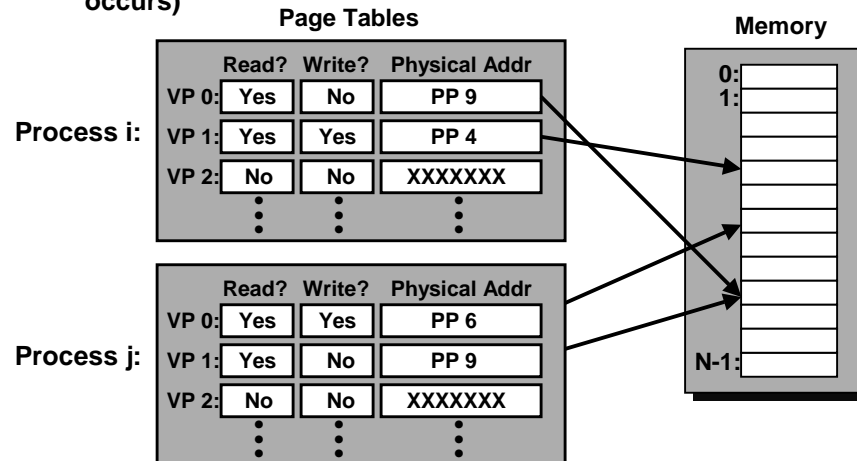 occurs)
Page Tables
Memory
Read? Write? Physical Addr
VP 0: Yes No PP 9
Process i: VP 1: Yes Yes PP 4
VP 2: No No XXXXXXX
0:
1:
Read? Write? Physical Addr
VP 0: Yes Yes PP 6
Process j: VP 1: Yes No PP 9
N-1:
VP 2: No No XXXXXXX